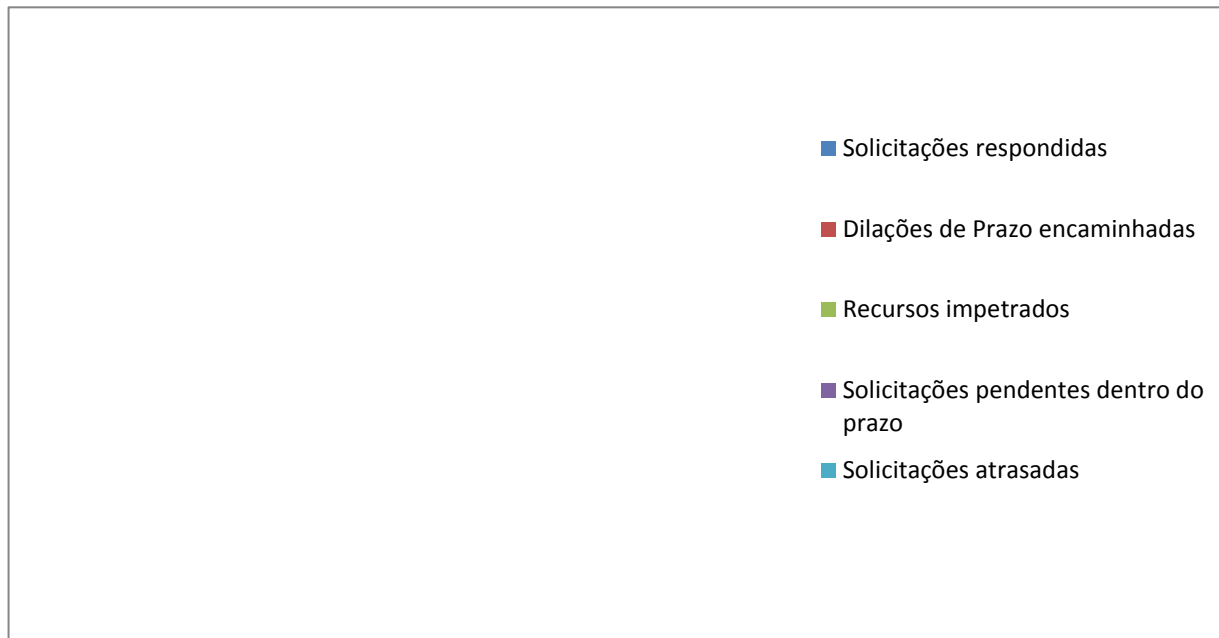 Solicitações respondidas
Dilações de Prazo encaminhadas
Recursos impetrados
Solicitações pendentes dentro do
prazo
Solicitações atrasadas